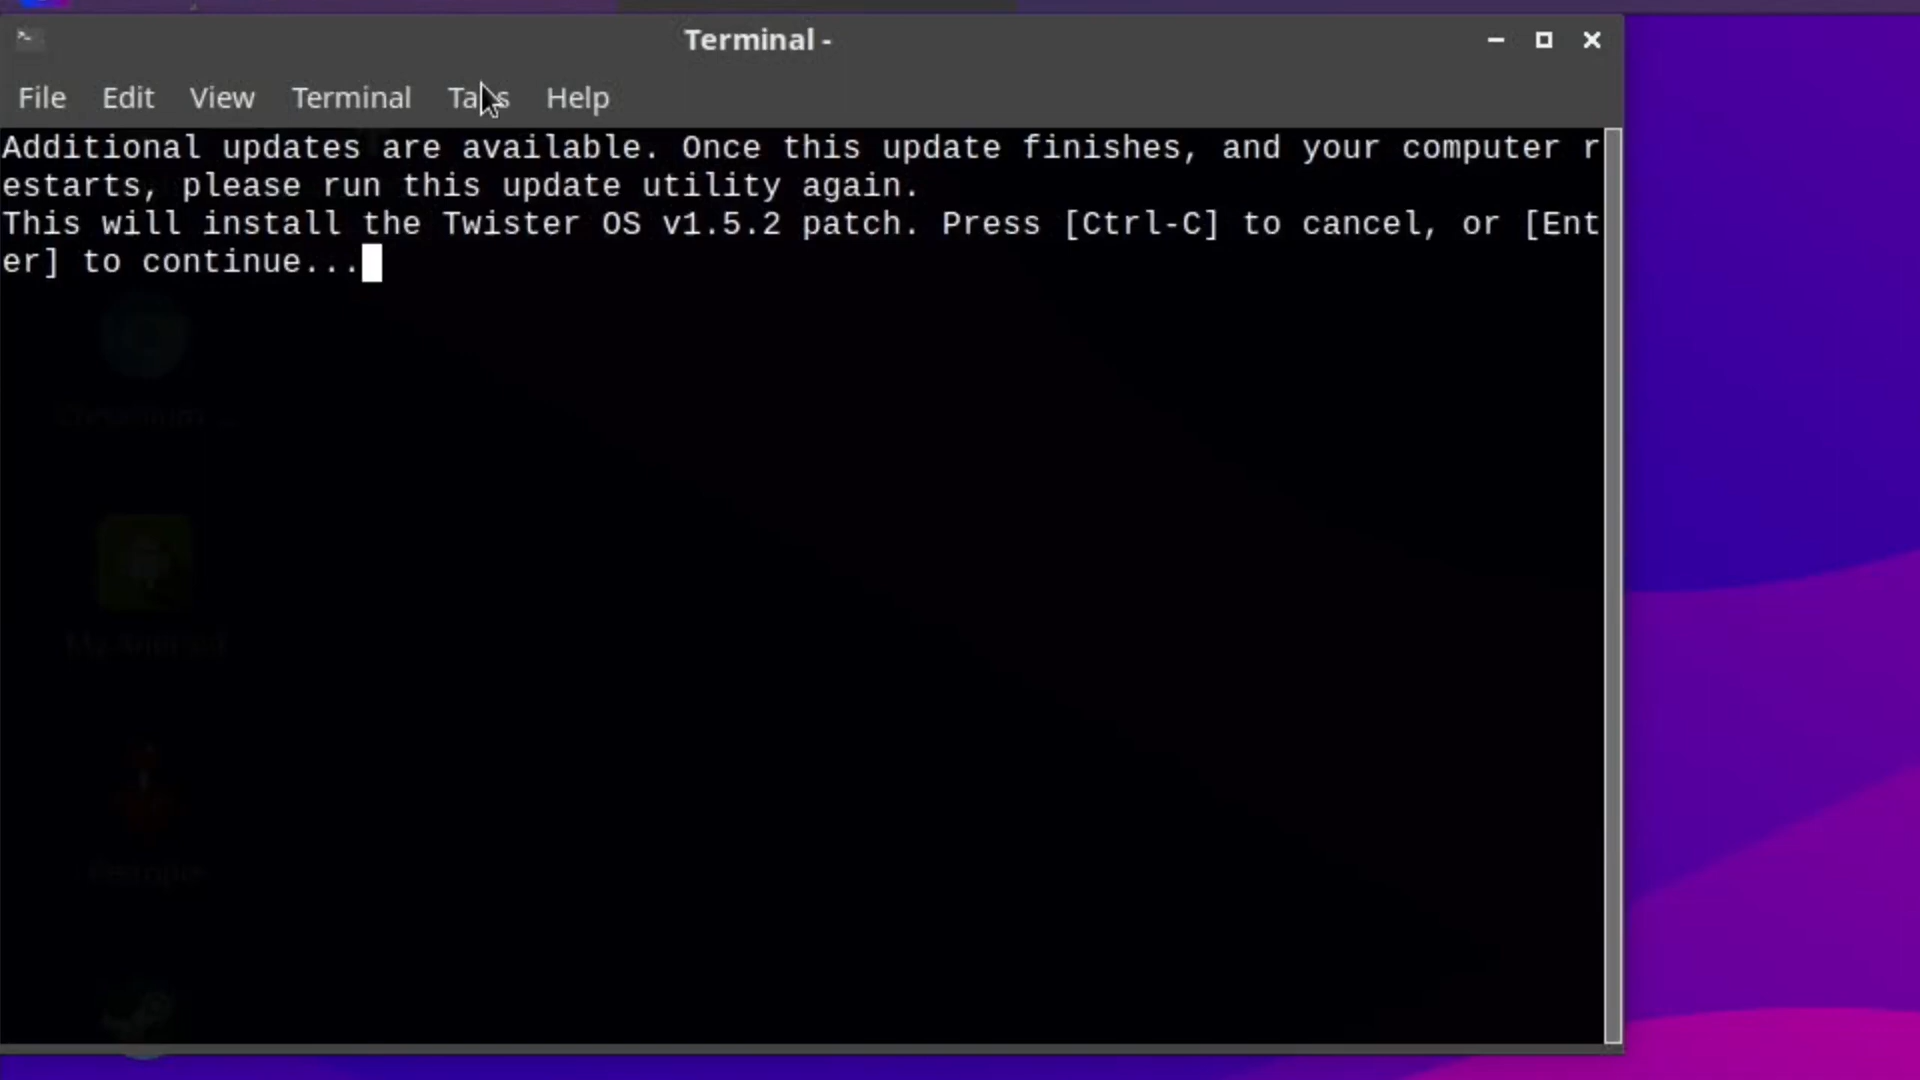 Terminal -
File Edit View Terminal Tabs Help
Additional updates are available. Once this update finishes, and your computer r
estarts, please run this update utility again.
This will install the Twister OS v1.5.2 patch. Press [Ctrl-C] to cancel, or [Ent
er] to continue...